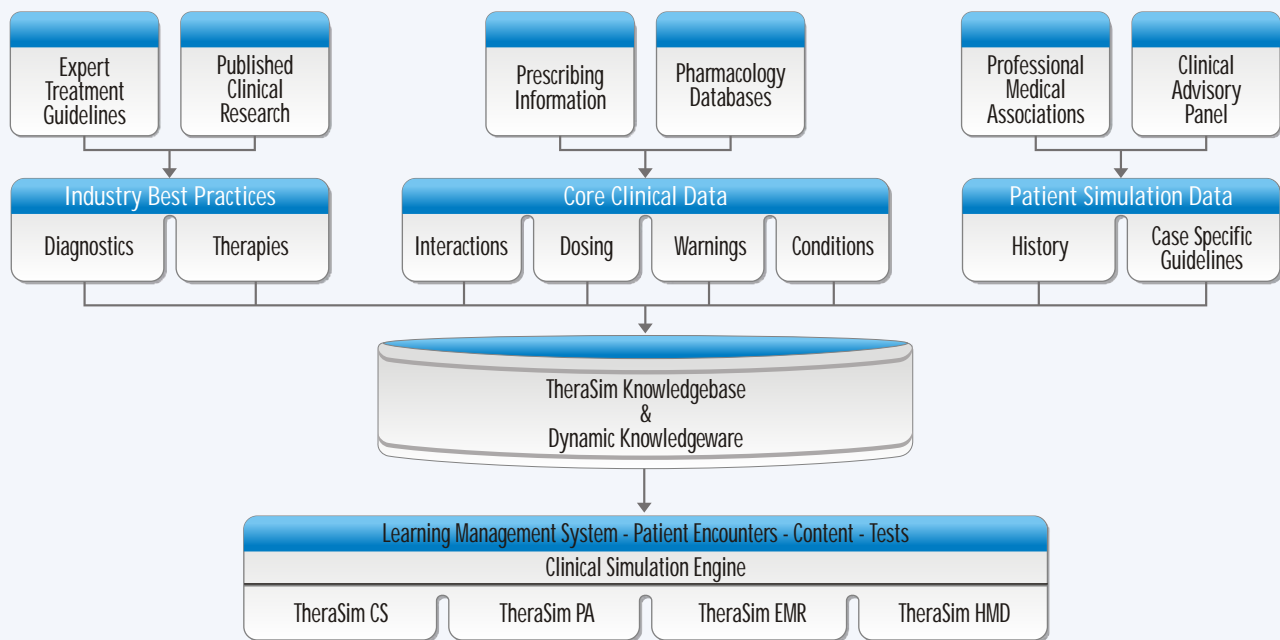 Expert
Treatment
Guidelines
Published
Clinical
Research
Prescribing
Information
Pharmacology
Databases
Professional
Medical
Associations
Clinical
Advisory
Panel
Industry Best Practices
Diagnostics
Therapies
Core Clinical Data
Interactions
Dosing
Warnings
Conditions
Patient Simulation Data
History
Case Specific
Guidelines
TheraSim Knowledgebase
&
Dynamic Knowledgeware
Learning Management System - Patient Encounters - Content - Tests
Clinical Simulation Engine
TheraSim CS
TheraSim PA
TheraSim EMR
TheraSim HMD